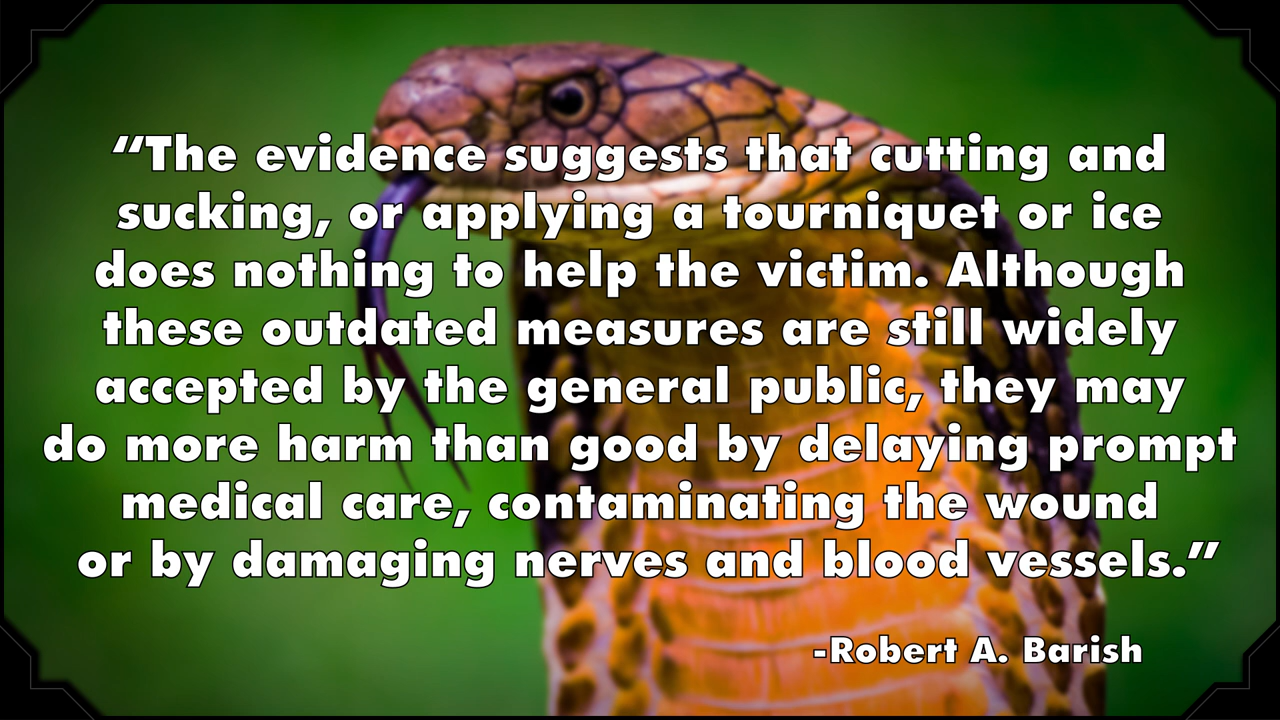 “The evidence suggests that cutting and
sucking, or applying a tourniquet or ice
does nothing to help the victim. Although
these outdated measures are still widely
accepted by the general public, they may
do more harm than good by delaying prompt
medical care, contaminating the wound
or by damaging nerves and blood vessels.”
-Robert A. Barish